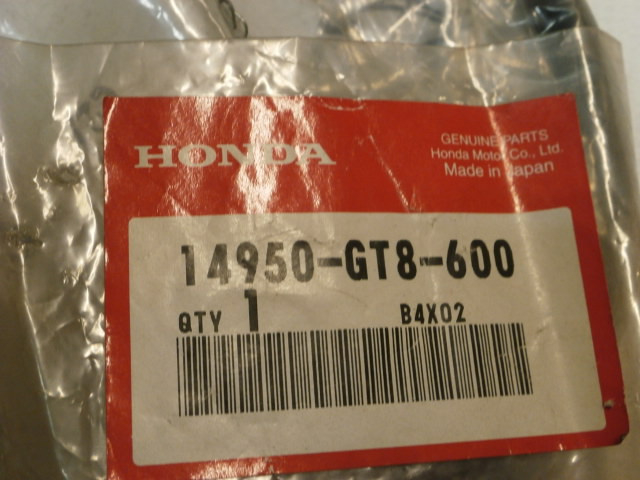 HONDA
GENUINE PARTS
Honda Motor Co., Ltd.
Made in Japan
14950-GT8-600
QTY 1 B4X02